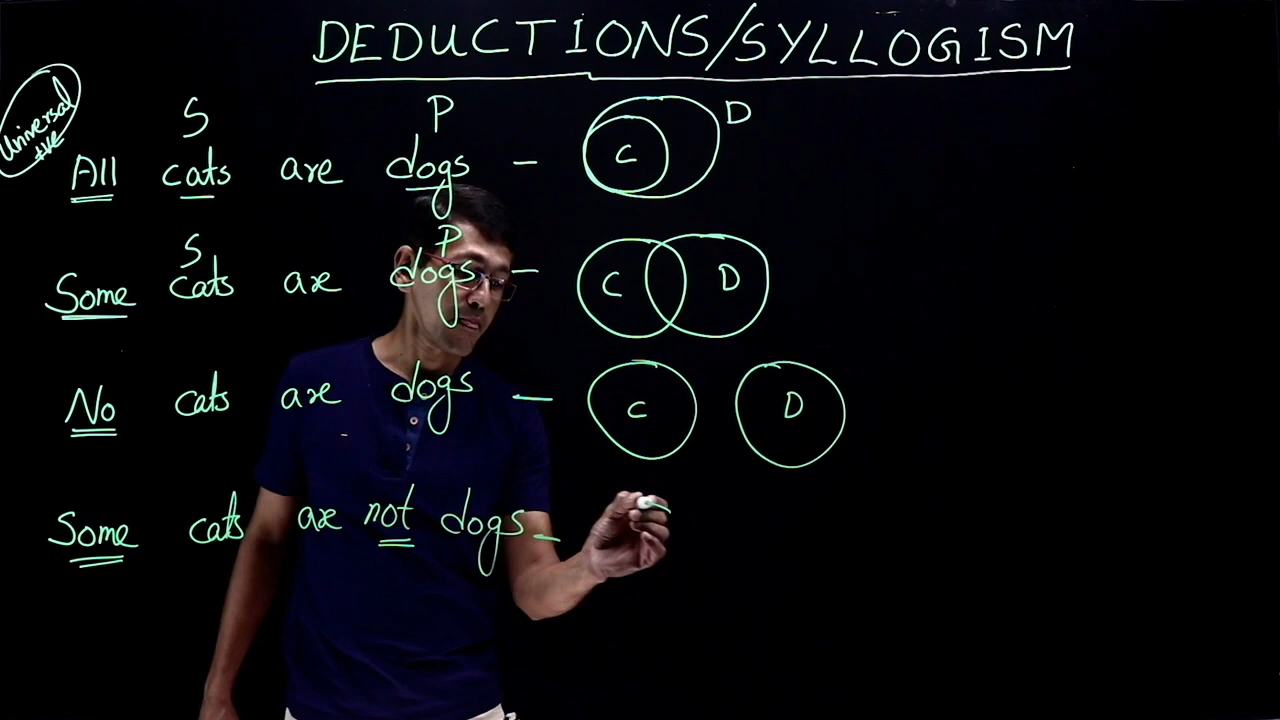 DEDUCTIONS/SYLLOGISM
Universal
+ve
S P
All cats are dogs - C D
S P
Some cats are dogs - C D
No cats are dogs - C D
Some cats are not dogs -